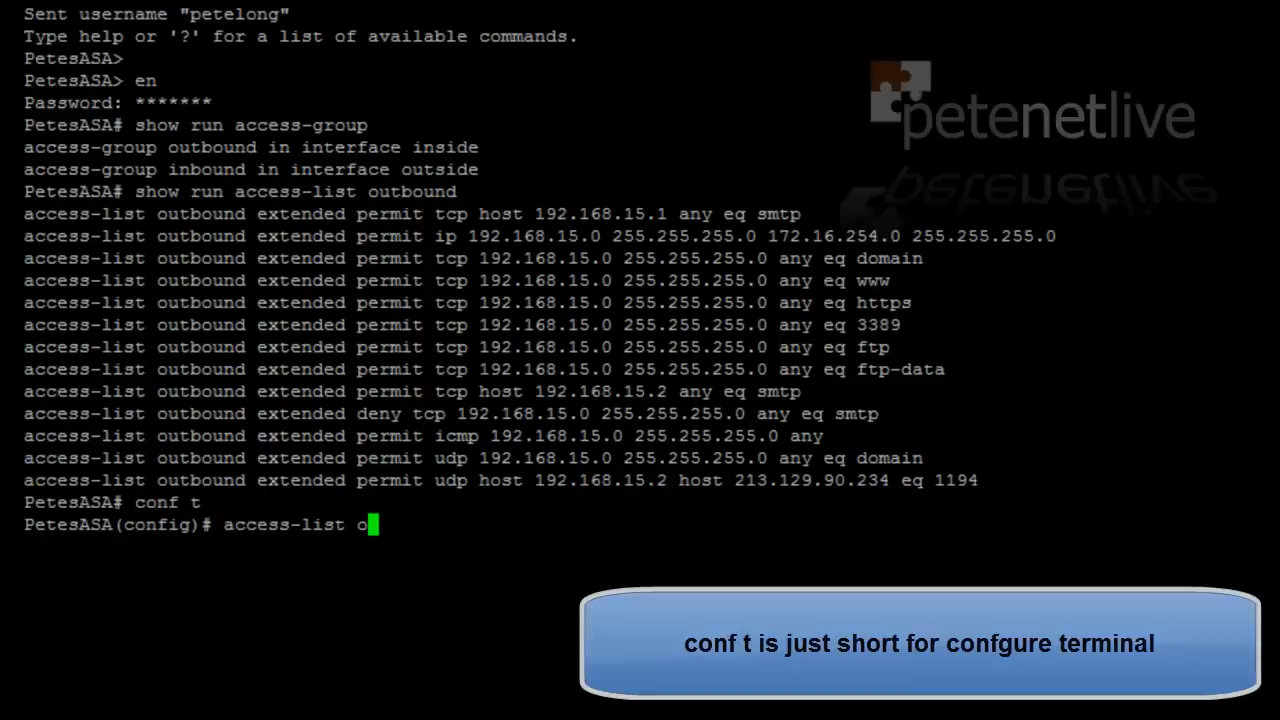 Sent username "petelong"
Type help or '?' for a list of available commands.
PetesASA>
PetesASA> en
Password: *******
PetesASA# show run access-group
access-group outbound in interface inside
access-group inbound in interface outside
PetesASA# show run access-list outbound
access-list outbound extended permit tcp host 192.168.15.1 any eq smtp
access-list outbound extended permit ip 192.168.15.0 255.255.255.0 172.16.254.0 255.255.255.0
access-list outbound extended permit tcp 192.168.15.0 255.255.255.0 any eq domain
access-list outbound extended permit tcp 192.168.15.0 255.255.255.0 any eq www
access-list outbound extended permit tcp 192.168.15.0 255.255.255.0 any eq https
access-list outbound extended permit tcp 192.168.15.0 255.255.255.0 any eq 3389
access-list outbound extended permit tcp 192.168.15.0 255.255.255.0 any eq ftp
access-list outbound extended permit tcp 192.168.15.0 255.255.255.0 any eq ftp-data
access-list outbound extended permit tcp host 192.168.15.2 any eq smtp
access-list outbound extended deny tcp 192.168.15.0 255.255.255.0 any eq smtp
access-list outbound extended permit icmp 192.168.15.0 255.255.255.0 any
access-list outbound extended permit udp 192.168.15.0 255.255.255.0 any eq domain
access-list outbound extended permit udp host 192.168.15.2 host 213.129.90.234 eq 1194
PetesASA# conf t
PetesASA(config)# access-list o
petenetlive
conf t is just short for confgure terminal